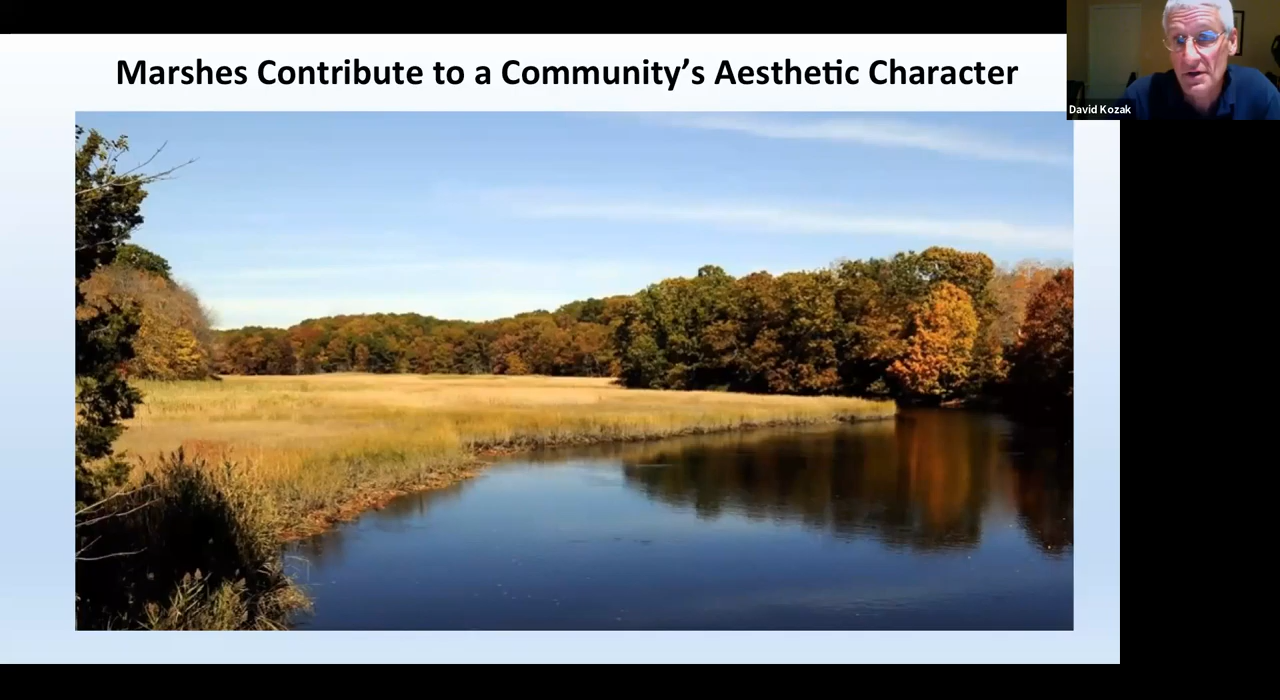 Marshes Contribute to a Community’s Aesthetic Character
David Kozak